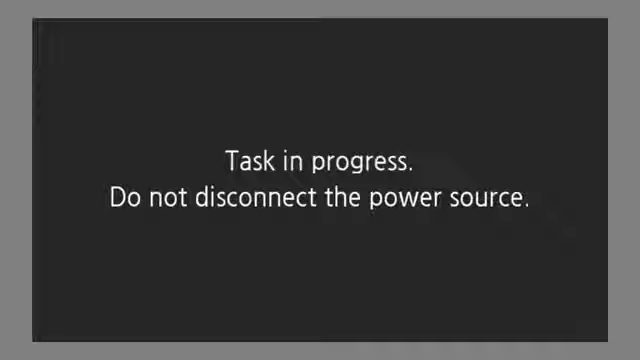 Task in progress.
Do not disconnect the power source.